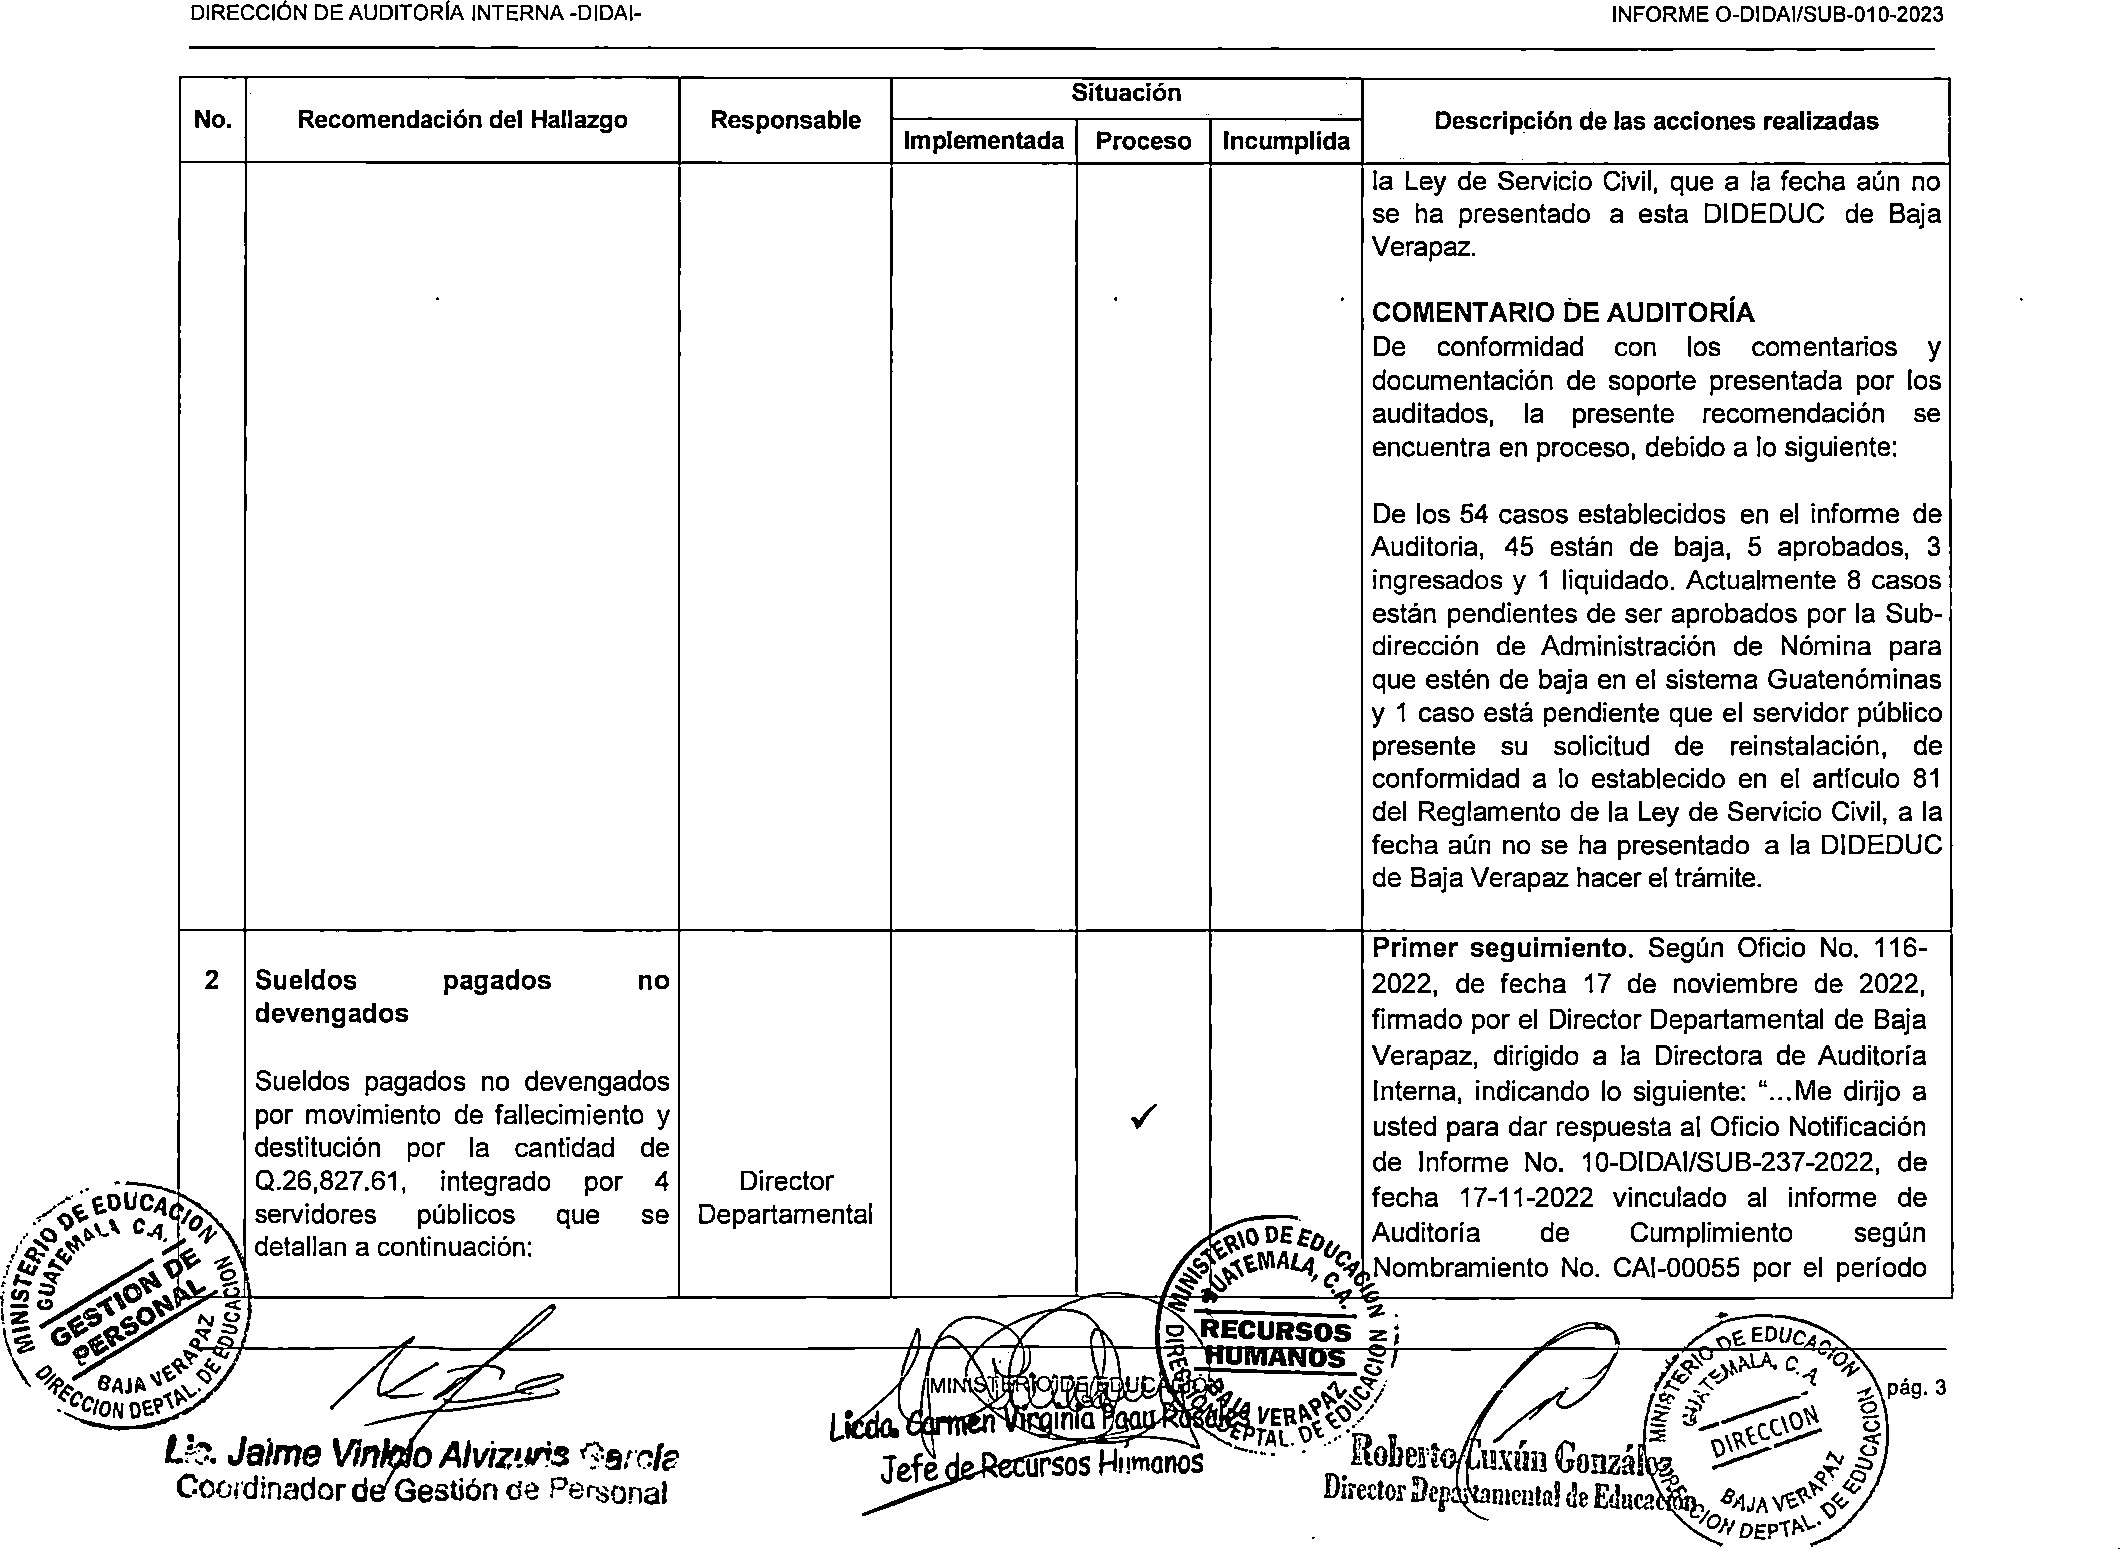 DIRECCIÓN DE AUDITORÍA INTERNA -DIDAI-
INFORME O-DIDAI/SUB-010-2023
No.
Recomendación del Hallazgo
Responsable
Situación
Implementada
Proceso
Incumplida
Descripción de las acciones realizadas
la Ley de Servicio Civil, que a la fecha aún no
se ha presentado a esta DIDEDUC de Baja
Verapaz.
COMENTARIO DE AUDITORÍA
De conformidad con los comentarios y
documentación de soporte presentada por los
auditados, la presente recomendación se
encuentra en proceso, debido a lo siguiente:
De los 54 casos establecidos en el informe de
Auditoria, 45 están de baja, 5 aprobados, 3
ingresados y 1 liquidado. Actualmente 8 casos
están pendientes de ser aprobados por la Sub-
dirección de Administración de Nómina para
que estén de baja en el sistema Guatenóminas
y 1 caso está pendiente que el servidor público
presente su solicitud de reinstalación, de
conformidad a lo establecido en el artículo 81
del Reglamento de la Ley de Servicio Civil, a la
fecha aún no se ha presentado a la DIDEDUC
de Baja Verapaz hacer el trámite.
2
Sueldos pagados no
devengados
Sueldos pagados no devengados
por movimiento de fallecimiento y
destitución por la cantidad de
Q.26,827.61, integrado por 4
servidores públicos que se
detallan a continuación:
Director
Departamental
✓
Primer seguimiento. Según Oficio No. 116-
2022, de fecha 17 de noviembre de 2022,
firmado por el Director Departamental de Baja
Verapaz, dirigido a la Directora de Auditoría
Interna, indicando lo siguiente: “...Me dirijo a
usted para dar respuesta al Oficio Notificación
de Informe No. 10-DIDAI/SUB-237-2022, de
fecha 17-11-2022 vinculado al informe de
Auditoría de Cumplimiento según
Nombramiento No. CAI-00055 por el período
MINISTERIO DE EDUCACION
GUATEMALA C.A.
GESTION DE
PERSONAL
BAJA VERAPAZ
DIRECCION DEPTAL. DE EDUCACION
Lic. Jaime Vinicio Alvizuris García
Coordinador de Gestión de Personal
MINISTERIO DE EDUCACIÓN
Licda. Carmen Virginia
Jefe de Recursos Humanos
MINISTERIO DE EDUCACION
GUATEMALA, C.A.
RECURSOS
HUMANOS
BAJA VERAPAZ
DIRECCION DEPTAL. DE EDUCACION
Roberto Cuxún González
Director Departamental de Educación
MINISTERIO DE EDUCACION
GUATEMALA, C. A.
DIRECCION
BAJA VERAPAZ
DIRECCION DEPTAL. DE EDUCACION
pág. 3